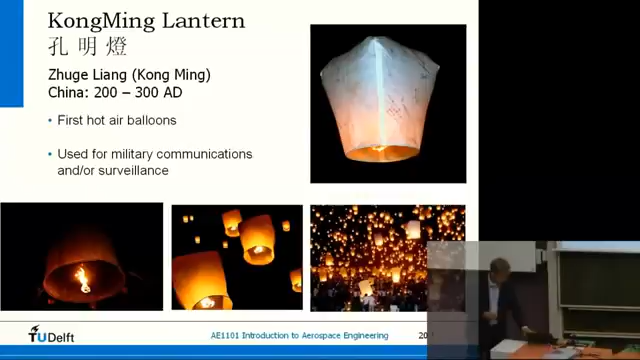 KongMing Lantern
孔 明 燈
Zhuge Liang (Kong Ming)
China: 200 – 300 AD
• First hot air balloons
• Used for military communications
and/or surveillance
TUDelft
AE1101 Introduction to Aerospace Engineering